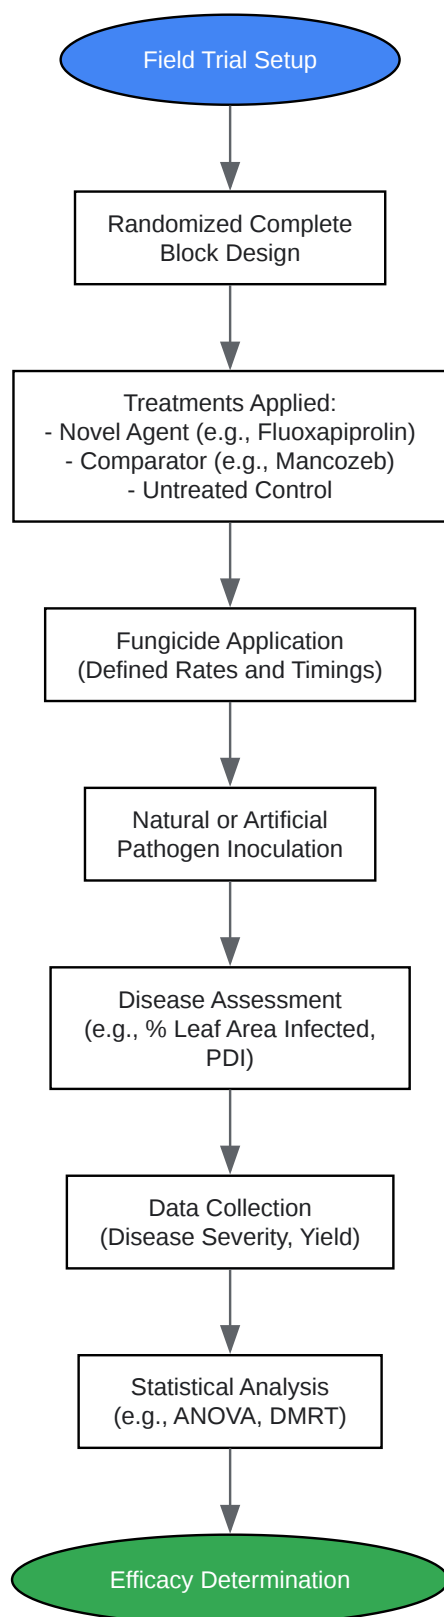 Field Trial Setup
Randomized Complete
Block Design
Treatments Applied:
- Novel Agent (e.g., Fluoxapiprolin)
- Comparator (e.g., Mancozeb)
- Untreated Control
Fungicide Application
(Defined Rates and Timings)
Natural or Artificial
Pathogen Inoculation
Disease Assessment
(e.g., % Leaf Area Infected,
PDI)
Data Collection
(Disease Severity, Yield)
Statistical Analysis
(e.g., ANOVA, DMRT)
Efficacy Determination